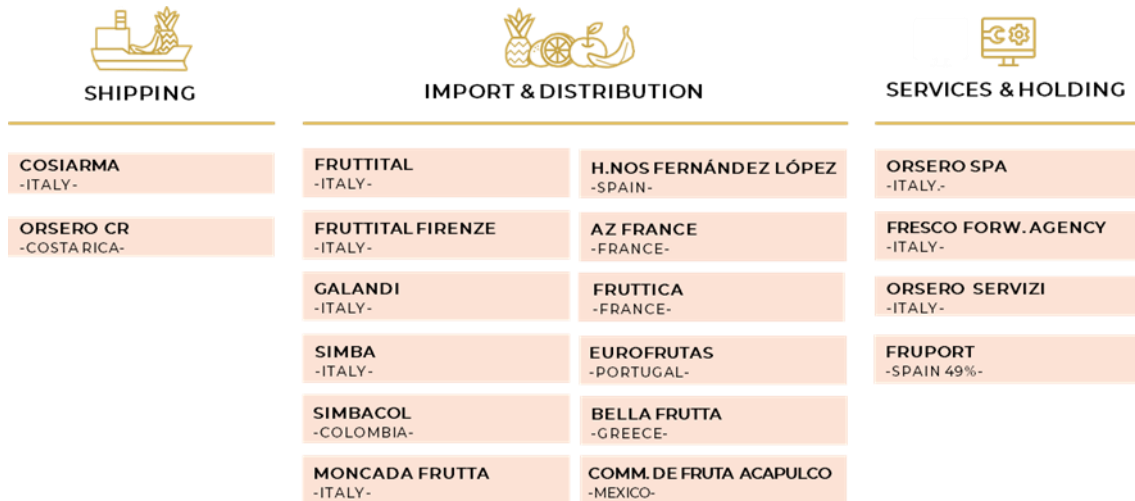 SHIPPING
COSIARMA
-ITALY-
ORSERO CR
-COSTA RICA-
IMPORT & DISTRIBUTION
FRUTTITAL
-ITALY-
FRUTTITAL FIRENZE
-ITALY-
GALANDI
-ITALY-
SIMBA
-ITALY-
SIMBACOL
-COLOMBIA-
MONCADA FRUTTA
-ITALY-
H.NOS FERNÁNDEZ LÓPEZ
-SPAIN-
AZ FRANCE
-FRANCE-
FRUTTICA
-FRANCE-
EUROFRUTAS
-PORTUGAL-
BELLA FRUTTA
-GREECE-
COMM. DE FRUTA ACAPULCO
-MEXICO-
SERVICES & HOLDING
ORSERO SPA
-ITALY.-
FRESCO FORW. AGENCY
-ITALY-
ORSERO SERVIZI
-ITALY-
FRUPORT
-SPAIN 49%-